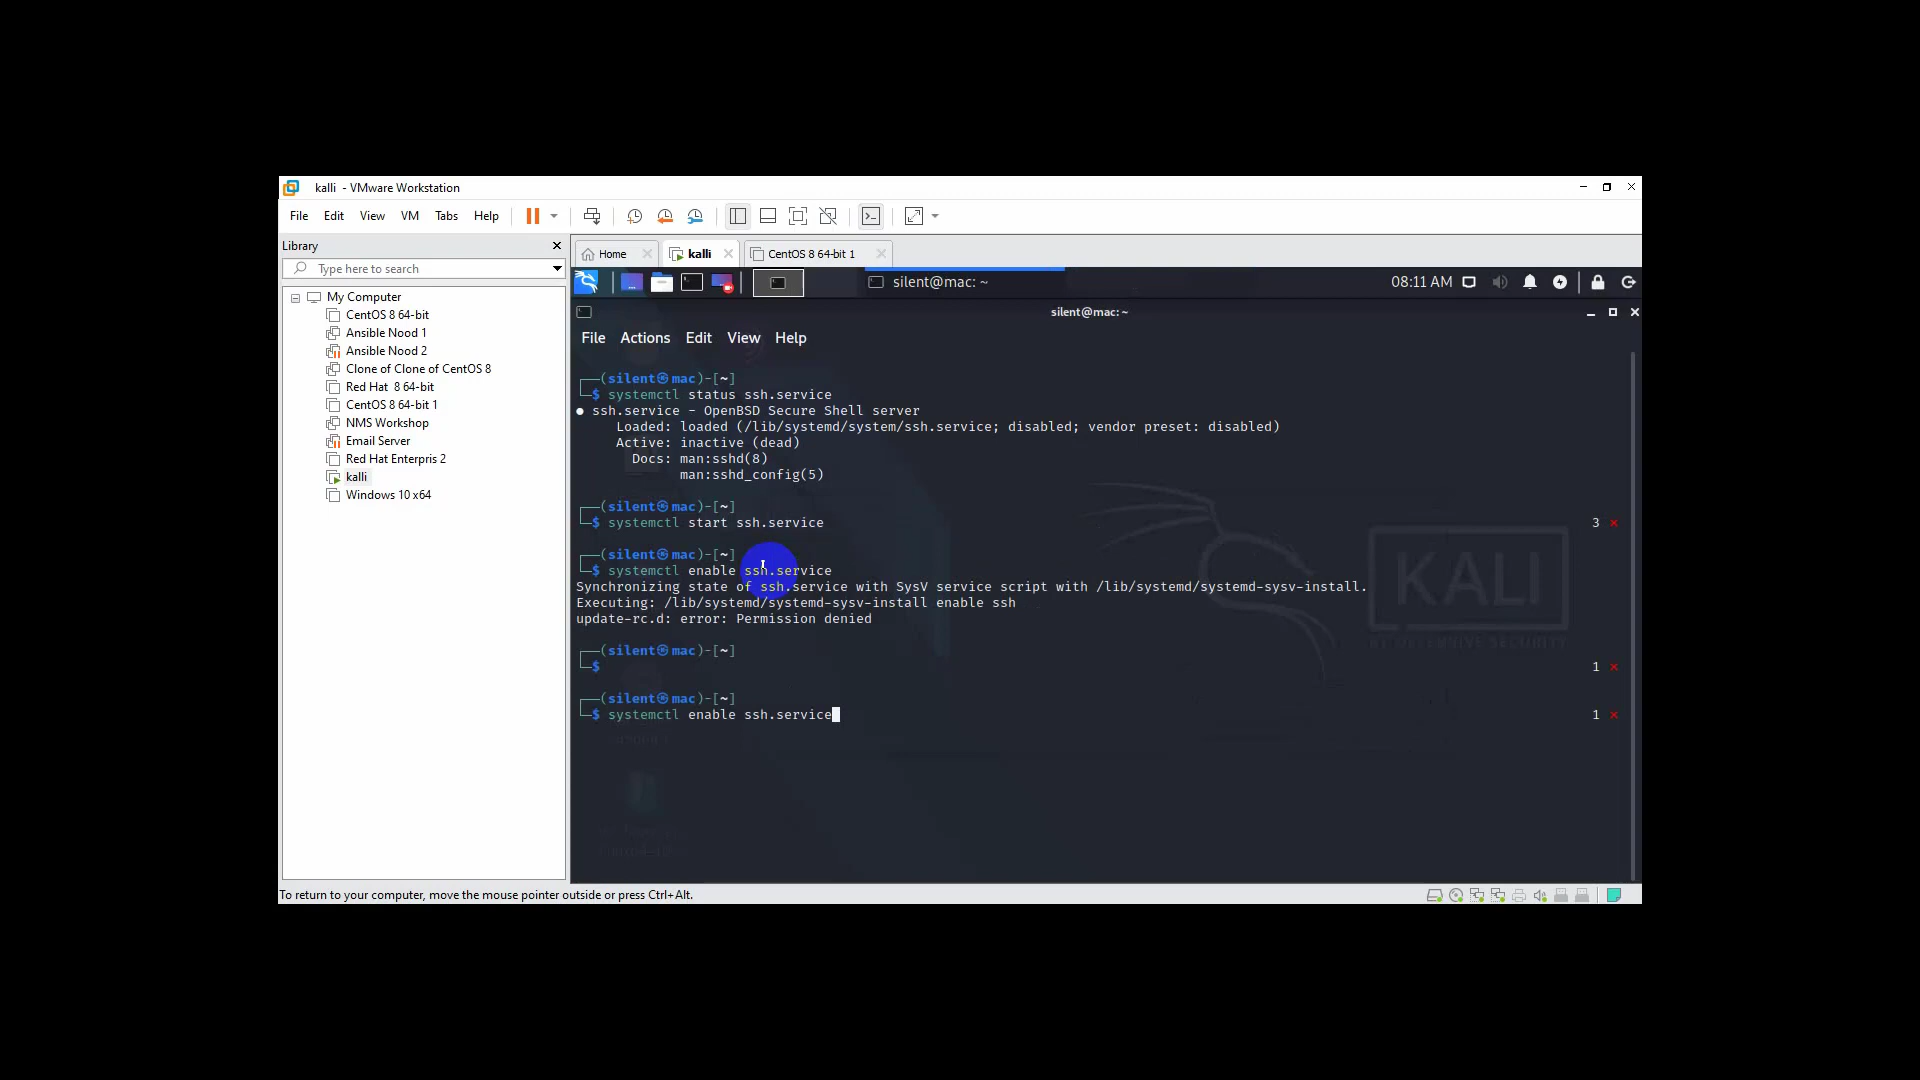 kalli - VMware Workstation
File Edit View VM Tabs Help
Library
Type here to search
My Computer
CentOS 8 64-bit
Ansible Nood 1
Ansible Nood 2
Clone of Clone of CentOS 8
Red Hat 8 64-bit
CentOS 8 64-bit 1
NMS Workshop
Email Server
Red Hat Enterpris 2
kalli
Windows 10 x64
Home kalli CentOS 8 64-bit 1
silent@mac: ~ 08:11 AM
silent@mac: ~
File Actions Edit View Help
(silent㉿mac)-[~]
$ systemctl status ssh.service
● ssh.service - OpenBSD Secure Shell server
Loaded: loaded (/lib/systemd/system/ssh.service; disabled; vendor preset: disabled)
Active: inactive (dead)
Docs: man:sshd(8)
man:sshd_config(5)
(silent㉿mac)-[~]
$ systemctl start ssh.service 3 ⨯
(silent㉿mac)-[~]
$ systemctl enable ssh.service
Synchronizing state of ssh.service with SysV service script with /lib/systemd/systemd-sysv-install.
Executing: /lib/systemd/systemd-sysv-install enable ssh
update-rc.d: error: Permission denied
(silent㉿mac)-[~]
$ 1 ⨯
(silent㉿mac)-[~]
$ systemctl enable ssh.service 1 ⨯
KALI
BY OFFENSIVE SECURITY
To return to your computer, move the mouse pointer outside or press Ctrl+Alt.